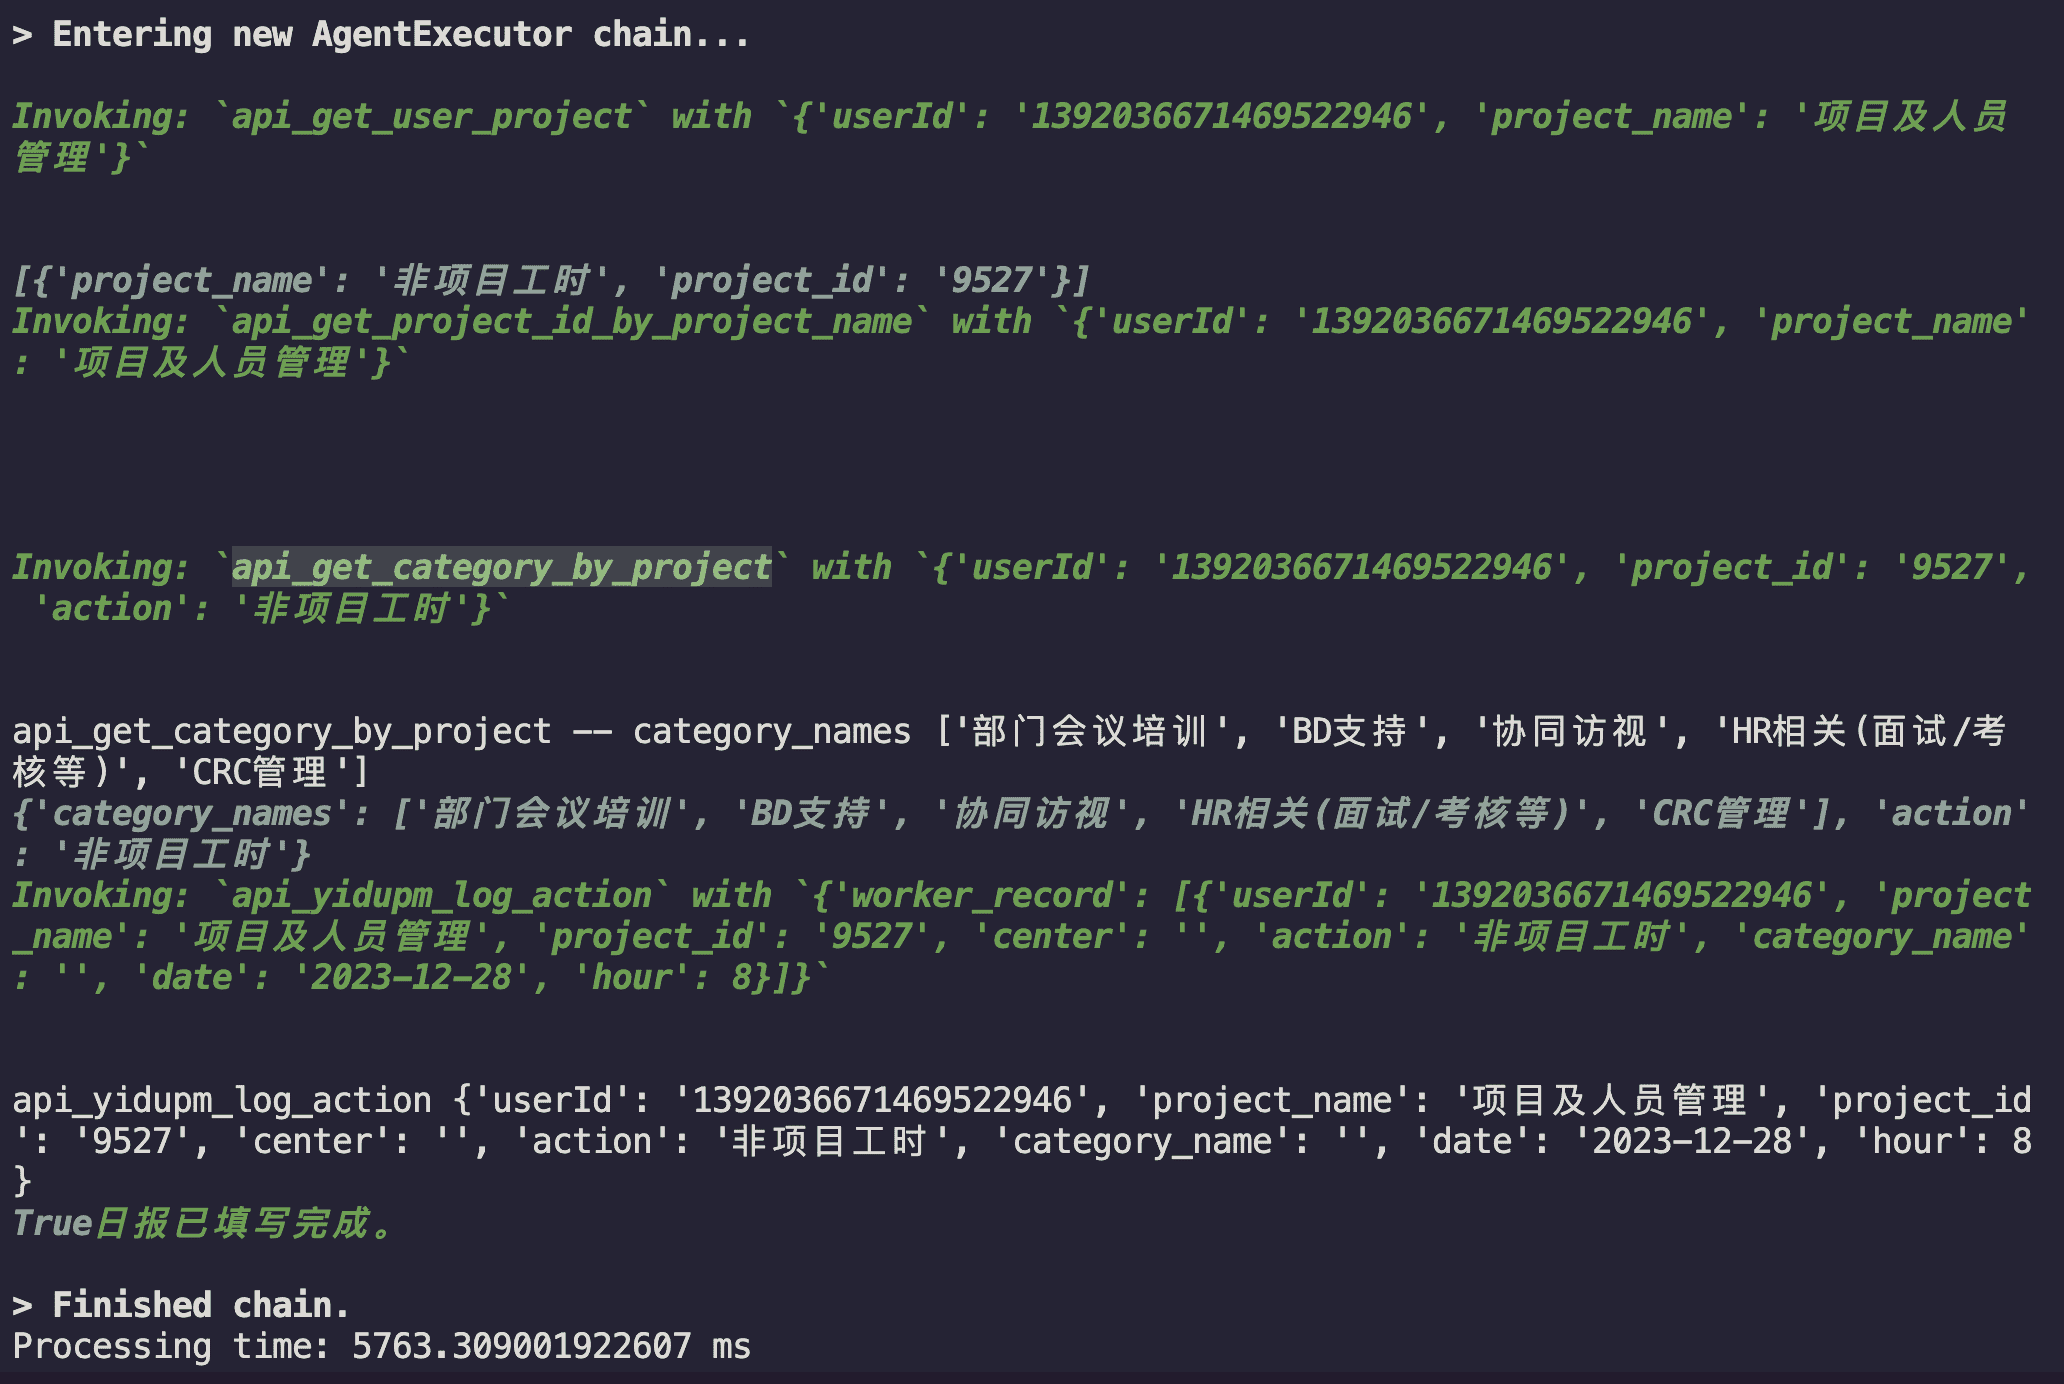 > Entering new AgentExecutor chain...
Invoking: `api_get_user_project` with `{'userId': '1392036671469522946', 'project_name': '项目及人员
管理'}`
[{'project_name': '非项目工时', 'project_id': '9527'}]
Invoking: `api_get_project_id_by_project_name` with `{'userId': '1392036671469522946', 'project_name'
: '项目及人员管理'}`
Invoking: `api_get_category_by_project` with `{'userId': '1392036671469522946', 'project_id': '9527',
 'action': '非项目工时'}`
api_get_category_by_project -- category_names ['部门会议培训', 'BD支持', '协同访视', 'HR相关(面试/考
核等)', 'CRC管理']
{'category_names': ['部门会议培训', 'BD支持', '协同访视', 'HR相关(面试/考核等)', 'CRC管理'], 'action'
: '非项目工时'}
Invoking: `api_yidupm_log_action` with `{'worker_record': [{'userId': '1392036671469522946', 'project
_name': '项目及人员管理', 'project_id': '9527', 'center': '', 'action': '非项目工时', 'category_name'
: '', 'date': '2023-12-28', 'hour': 8}]}`
api_yidupm_log_action {'userId': '1392036671469522946', 'project_name': '项目及人员管理', 'project_id
': '9527', 'center': '', 'action': '非项目工时', 'category_name': '', 'date': '2023-12-28', 'hour': 8
}
True日报已填写完成。
> Finished chain.
Processing time: 5763.309001922607 ms